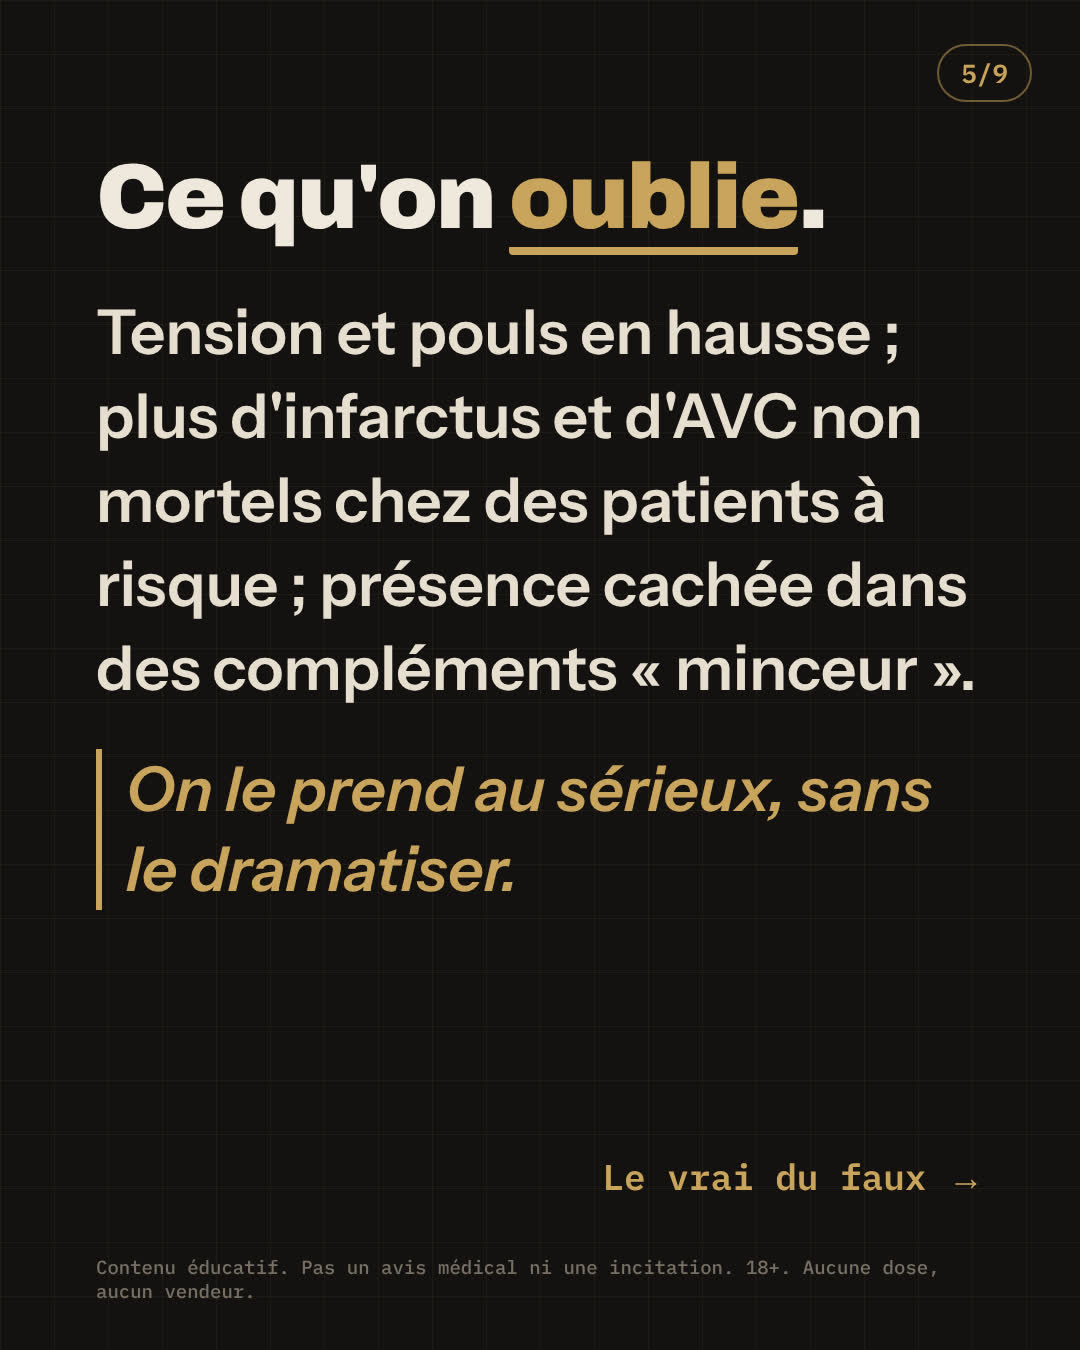 5/9
Ce qu'on oublie.
Tension et pouls en hausse ;
plus d'infarctus et d'AVC non
mortels chez des patients à
risque ; présence cachée dans
des compléments « minceur ».
On le prend au sérieux, sans
le dramatiser.
Le vrai du faux →
Contenu éducatif. Pas un avis médical ni une incitation. 18+. Aucune dose,
aucun vendeur.